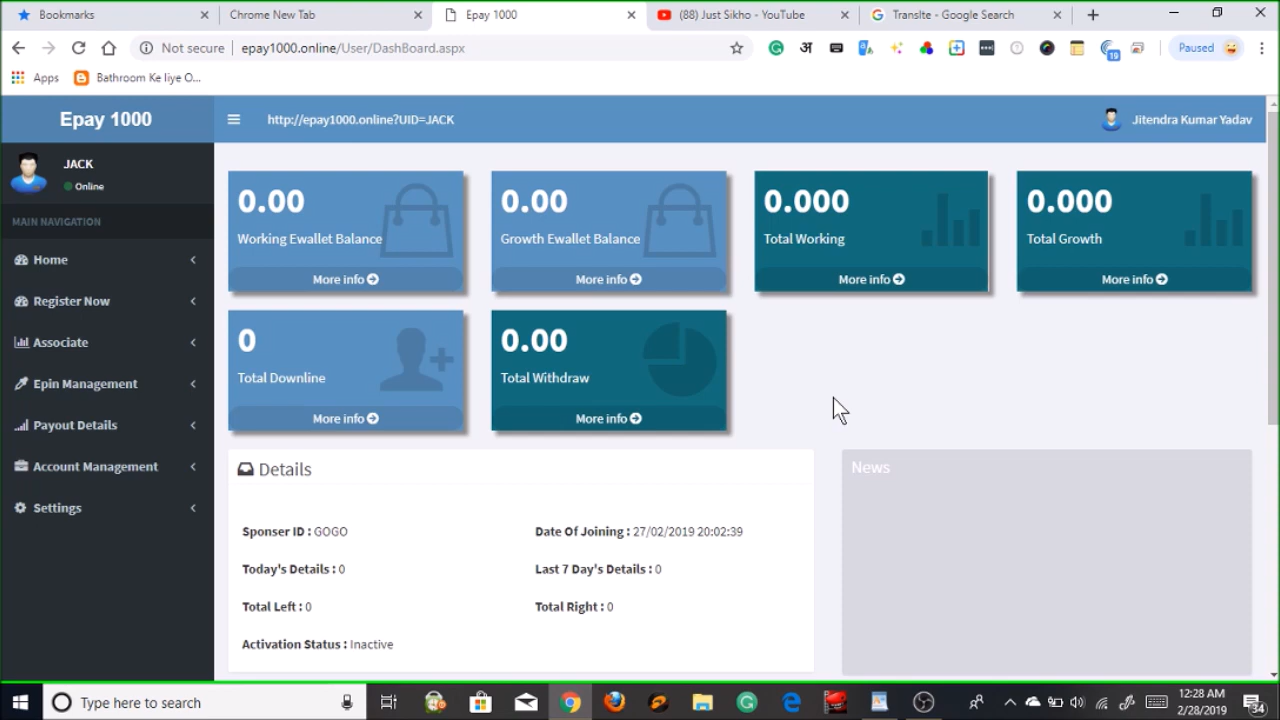 Bookmarks
Chrome New Tab
Epay 1000
(88) Just Sikho - YouTube
Translte - Google Search
Not secure
epay1000.online/User/DashBoard.aspx
अ
19
Paused
Apps
Bathroom Ke liye O...
Epay 1000
http://epay1000.online?UID=JACK
Jitendra Kumar Yadav
JACK
Online
MAIN NAVIGATION
Home
Register Now
Associate
Epin Management
Payout Details
Account Management
Settings
0.00
Working Ewallet Balance
More info
0.00
Growth Ewallet Balance
More info
0.000
Total Working
More info
0.000
Total Growth
More info
0
Total Downline
More info
0.00
Total Withdraw
More info
Details
Sponser ID : GOGO
Date Of Joining : 27/02/2019 20:02:39
Today's Details : 0
Last 7 Day's Details : 0
Total Left : 0
Total Right : 0
Activation Status : Inactive
News
Type here to search
12:28 AM
2/28/2019
34